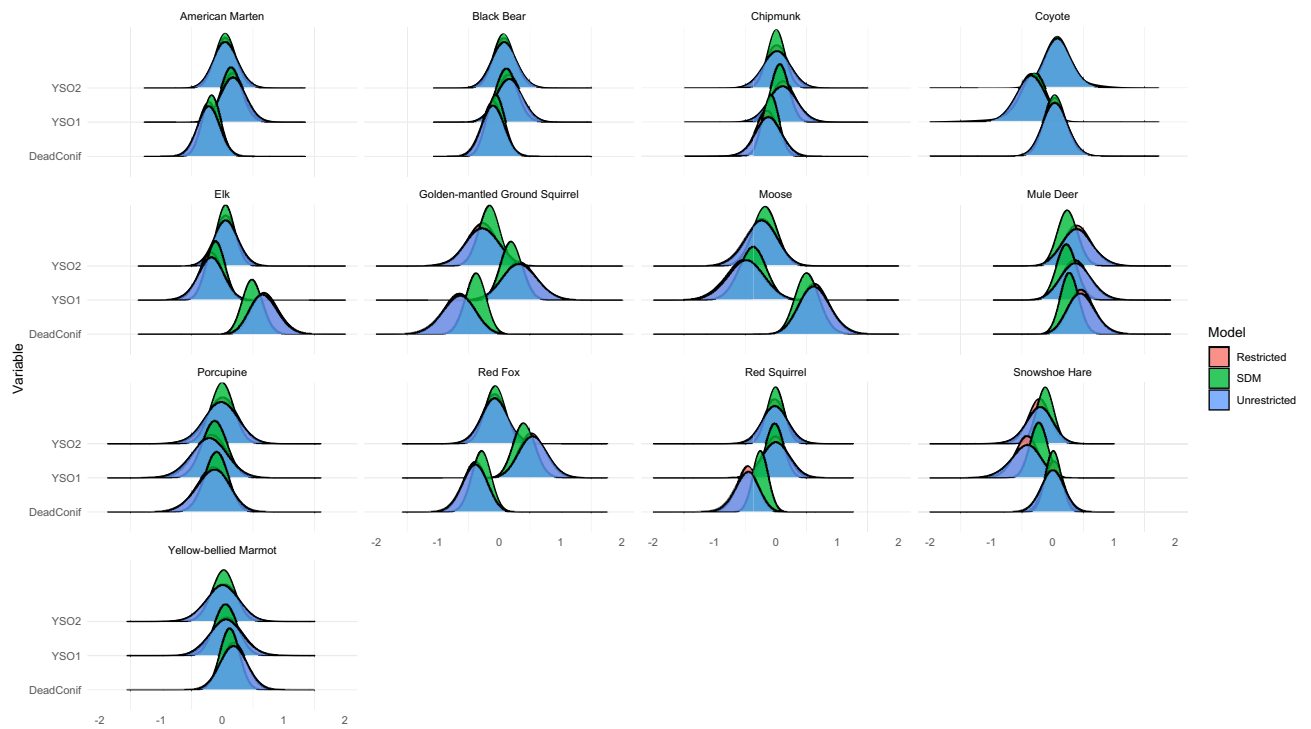 American Marten
Black Bear
Chipmunk
Coyote
YSO2
YSO1
DeadConif
Elk
Golden-mantled Ground Squirrel
Moose
Mule Deer
YSO2
YSO1
DeadConif
Variable
Model
Restricted
SDM
Unrestricted
Porcupine
Red Fox
Red Squirrel
Snowshoe Hare
YSO2
YSO1
DeadConif
-2 -1 0 1 2
-2 -1 0 1 2
-2 -1 0 1 2
Yellow-bellied Marmot
YSO2
YSO1
DeadConif
-2 -1 0 1 2